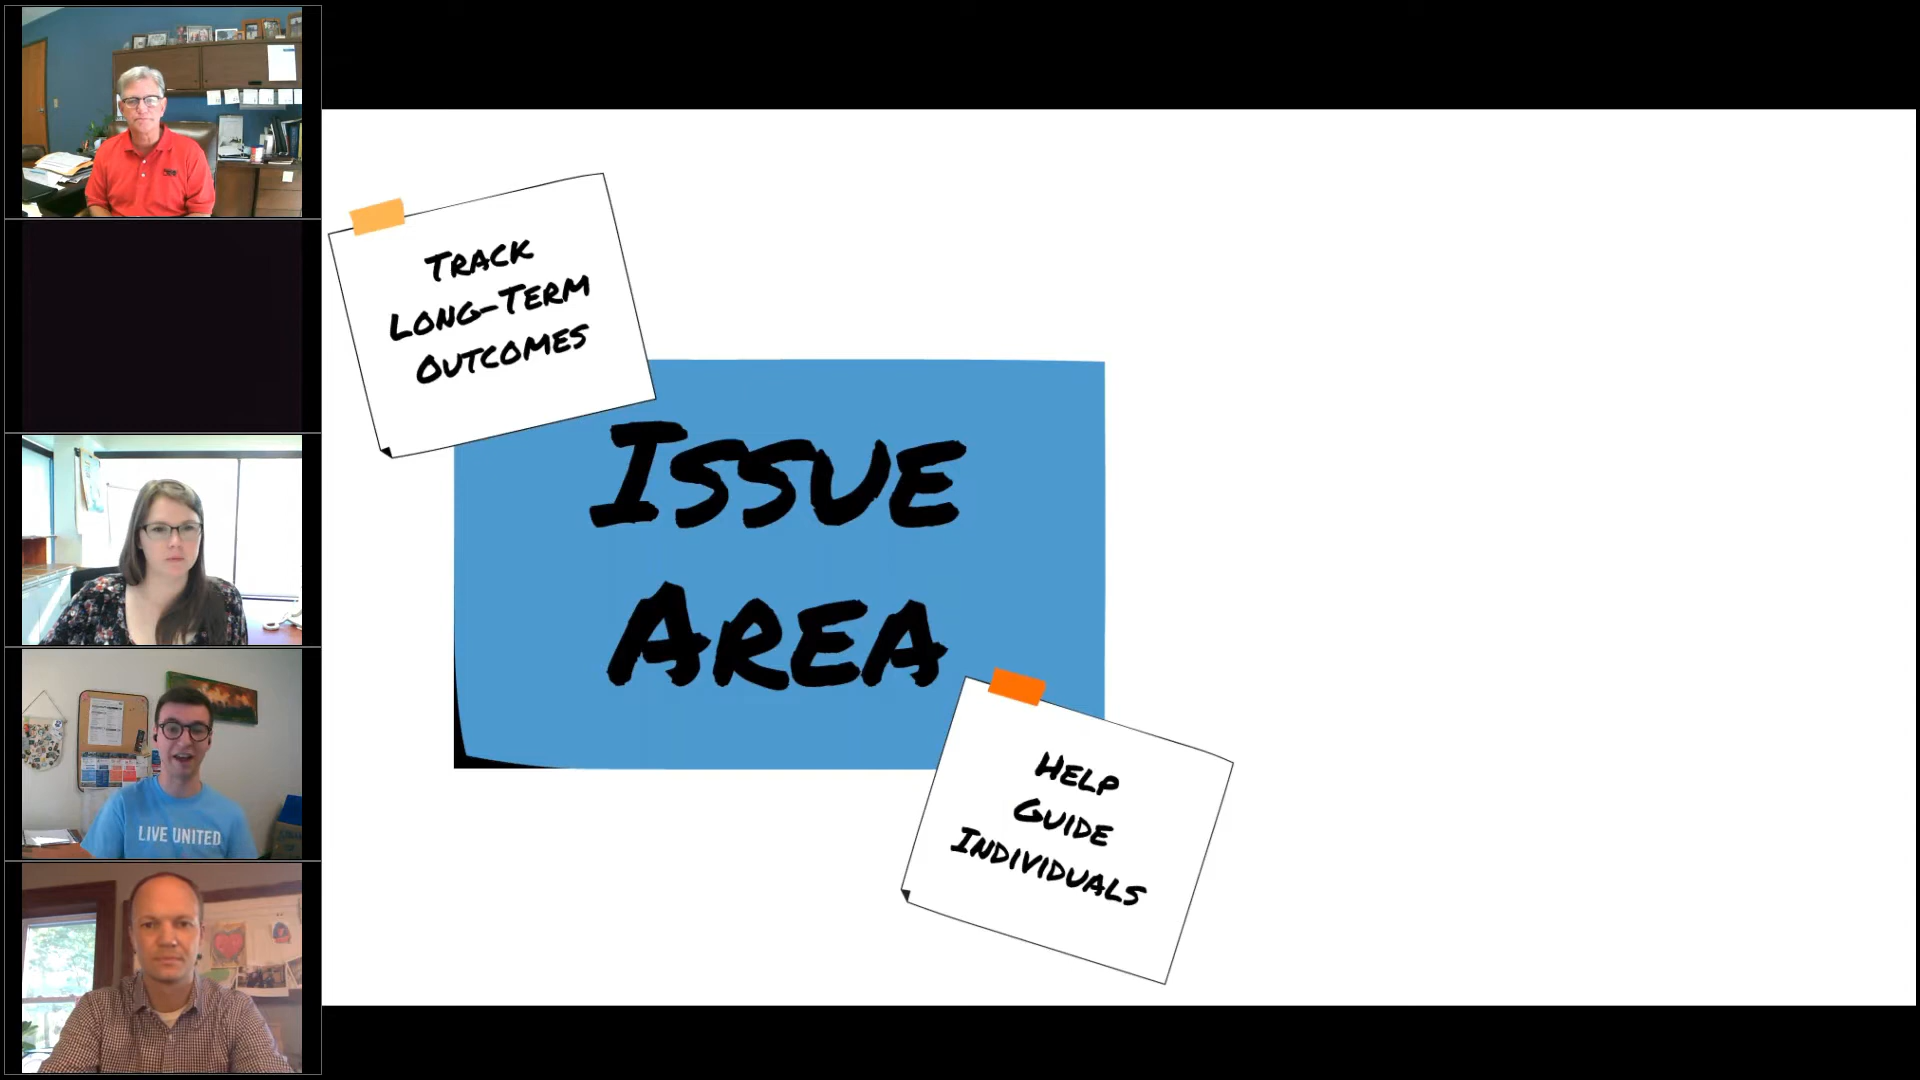 Track
Long-Term
Outcomes
Issue
Area
Help
Guide
Individuals
LIVE UNITED